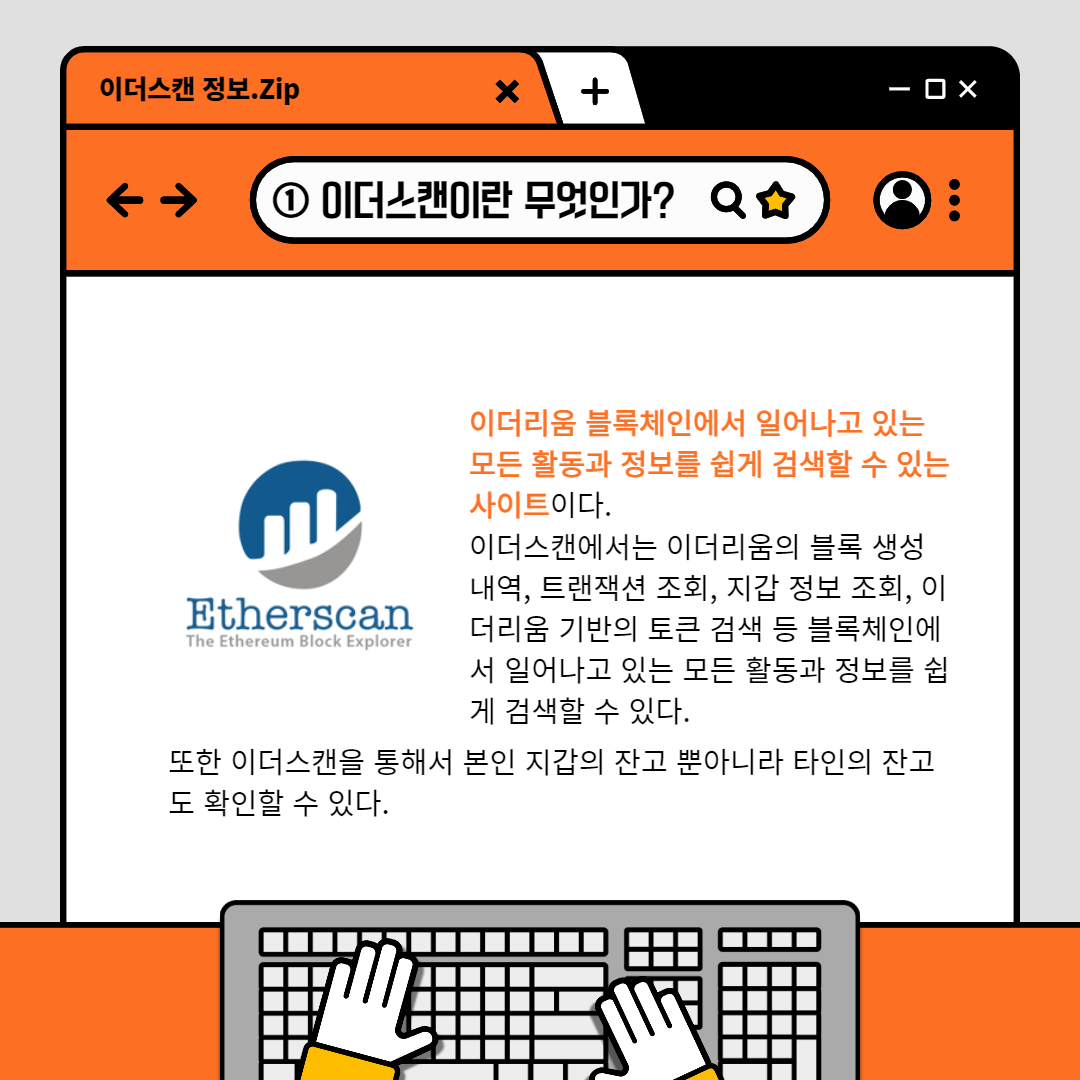 이더스캔 정보.Zip
① 이더스캔이란 무엇인가?
이더리움 블록체인에서 일어나고 있는
모든 활동과 정보를 쉽게 검색할 수 있는
사이트이다.
이더스캔에서는 이더리움의 블록 생성
내역, 트랜잭션 조회, 지갑 정보 조회, 이
더리움 기반의 토큰 검색 등 블록체인에
서 일어나고 있는 모든 활동과 정보를 쉽
게 검색할 수 있다.
Etherscan
The Ethereum Block Explorer
또한 이더스캔을 통해서 본인 지갑의 잔고 뿐아니라 타인의 잔고
도 확인할 수 있다.